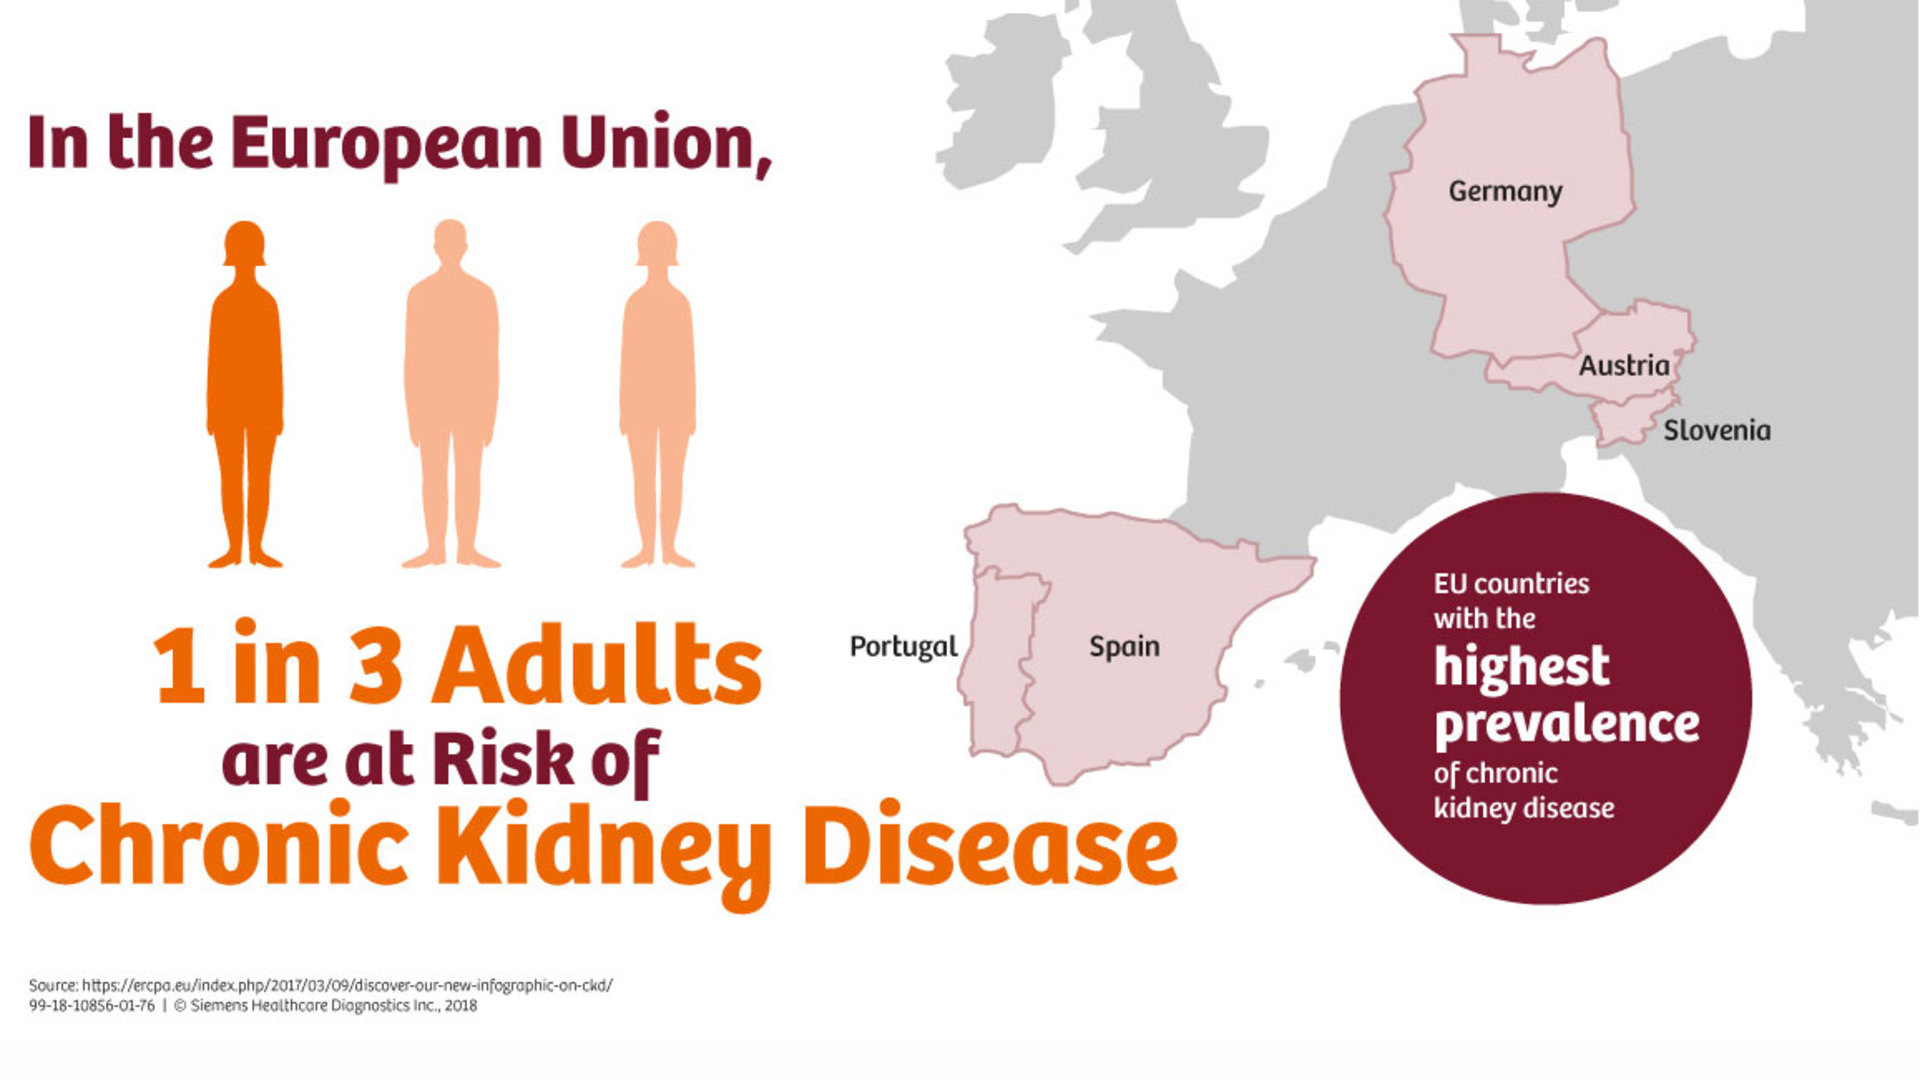 In the European Union,
1 in 3 Adults
are at Risk of
Chronic Kidney Disease
Source: https://ercpa.eu/index.php/2017/03/09/discover-our-new-infographic-on-ckd/
99-18-10856-01-76 | © Siemens Healthcare Diagnostics Inc., 2018
Germany
Austria
Slovenia
Portugal
Spain
EU countries
with the
highest
prevalence
of chronic
kidney disease